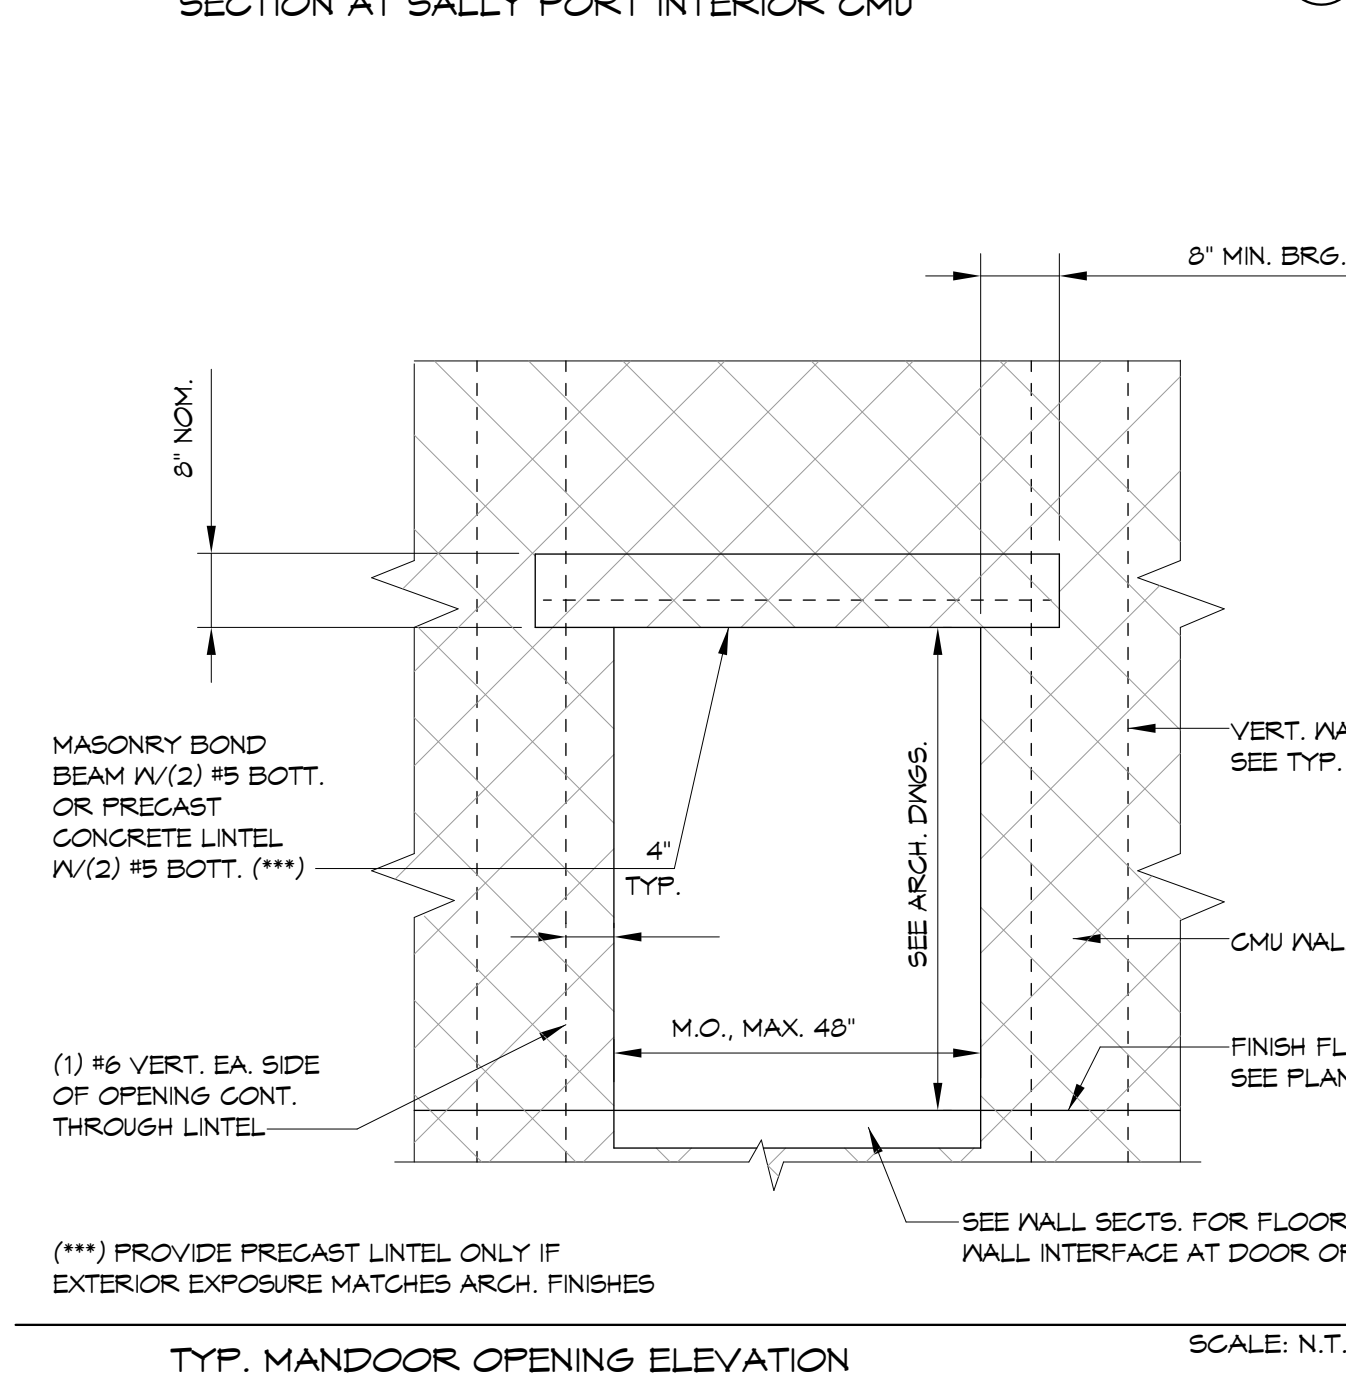 SECTION AT SALLY PORT INTERIOR CMU
8" MIN. BRG.
8" NOM.
MASONRY BOND
BEAM W/(2) #5 BOTT.
OR PRECAST
CONCRETE LINTEL
W/(2) #5 BOTT. (***)
4"
TYP.
SEE ARCH. DWGS.
VERT.
SEE TYP.
CMU
M.O., MAX. 48"
FINISH
SEE
(1) #6 VERT. EA. SIDE
OF OPENING CONT.
THROUGH LINTEL
SEE WALL SECTS. FOR FLOOR
WALL INTERFACE AT DOOR
(***) PROVIDE PRECAST LINTEL ONLY IF
EXTERIOR EXPOSURE MATCHES ARCH. FINISHES
TYP. MANDOOR OPENING ELEVATION
SCALE: N.T.